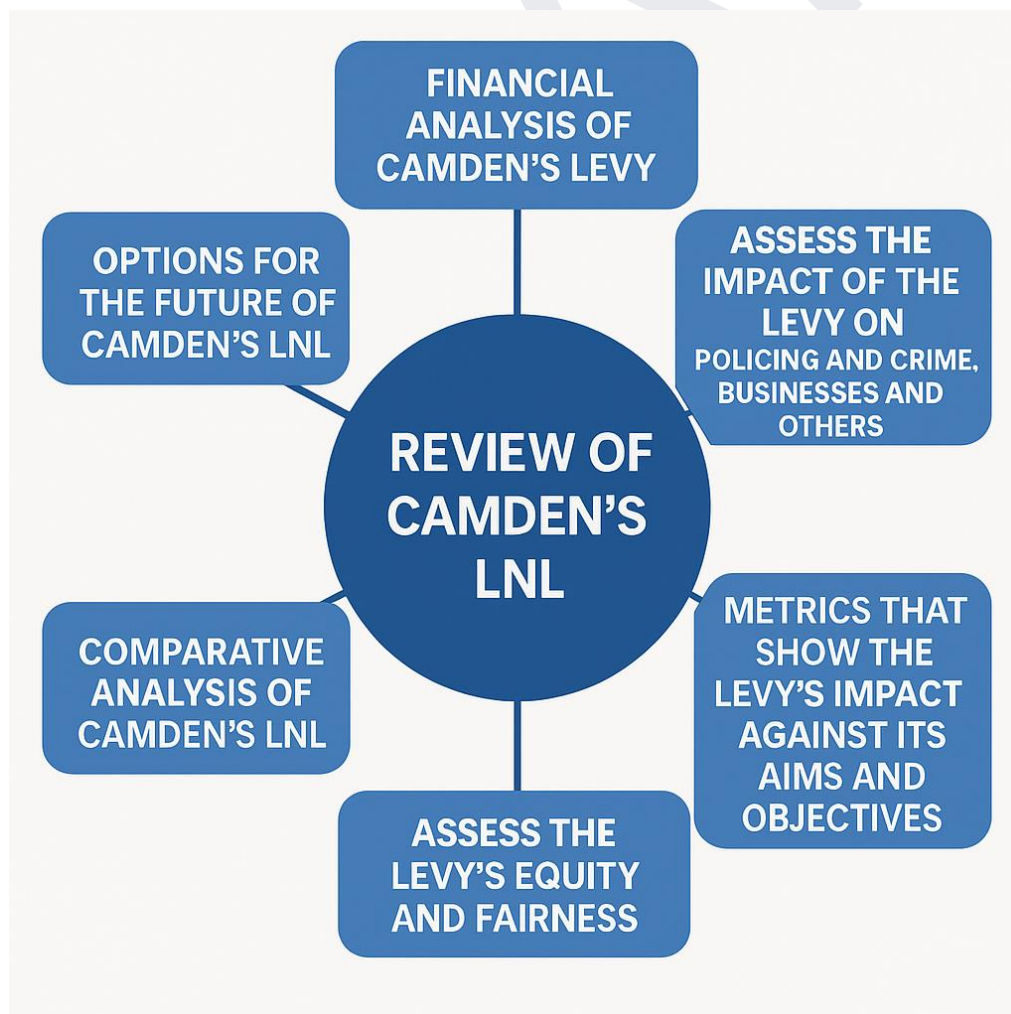 FINANCIAL
ANALYSIS OF
CAMDEN'S LEVY
ASSESS THE
IMPACT OF THE
LEVY ON
POLICING AND CRIME,
BUSINESSES AND
OTHERS
METRICS THAT
SHOW THE
LEVY'S IMPACT
AGAINST ITS
AIMS AND
OBJECTIVES
ASSESS THE
LEVY'S EQUITY
AND FAIRNESS
COMPARATIVE
ANALYSIS OF
CAMDEN'S LNL
OPTIONS FOR
THE FUTURE OF
CAMDEN'S LNL
REVIEW OF
CAMDEN'S
LNL